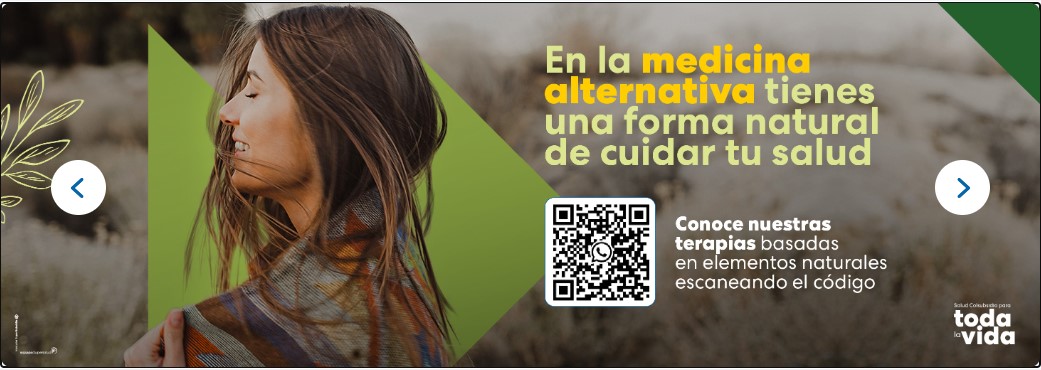 En la medicina
alternativa tienes
una forma natural
de cuidar tu salud
Conoce nuestras
terapias basadas
en elementos naturales
escaneando el código
Salud Colsubsidio para
toda
la vida